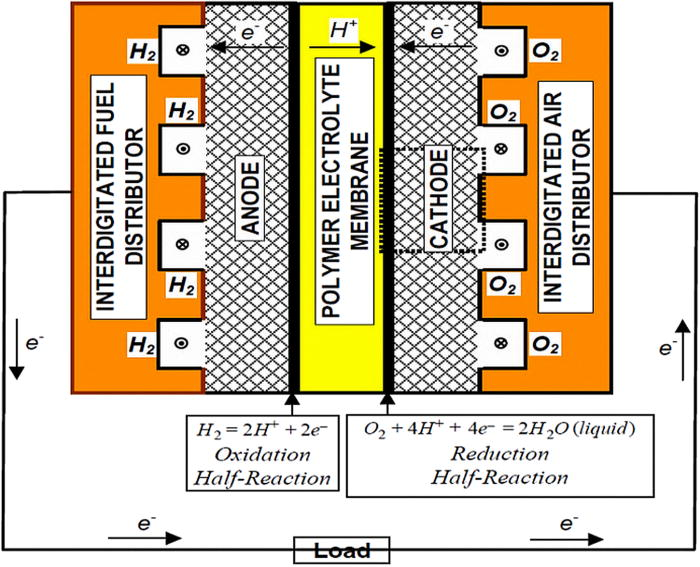 e⁻
H⁺
e⁻
H₂
O₂
H₂
O₂
INTERDIGITATED FUEL
DISTRIBUTOR
ANODE
POLYMER ELECTROLYTE
MEMBRANE
CATHODE
INTERDIGITATED AIR
DISTRIBUTOR
H₂
O₂
H₂
O₂
e⁻
e⁻
H₂ = 2H⁺ + 2e⁻
Oxidation
Half-Reaction
O₂ + 4H⁺ + 4e⁻ = 2H₂O (liquid)
Reduction
Half-Reaction
e⁻
e⁻
Load